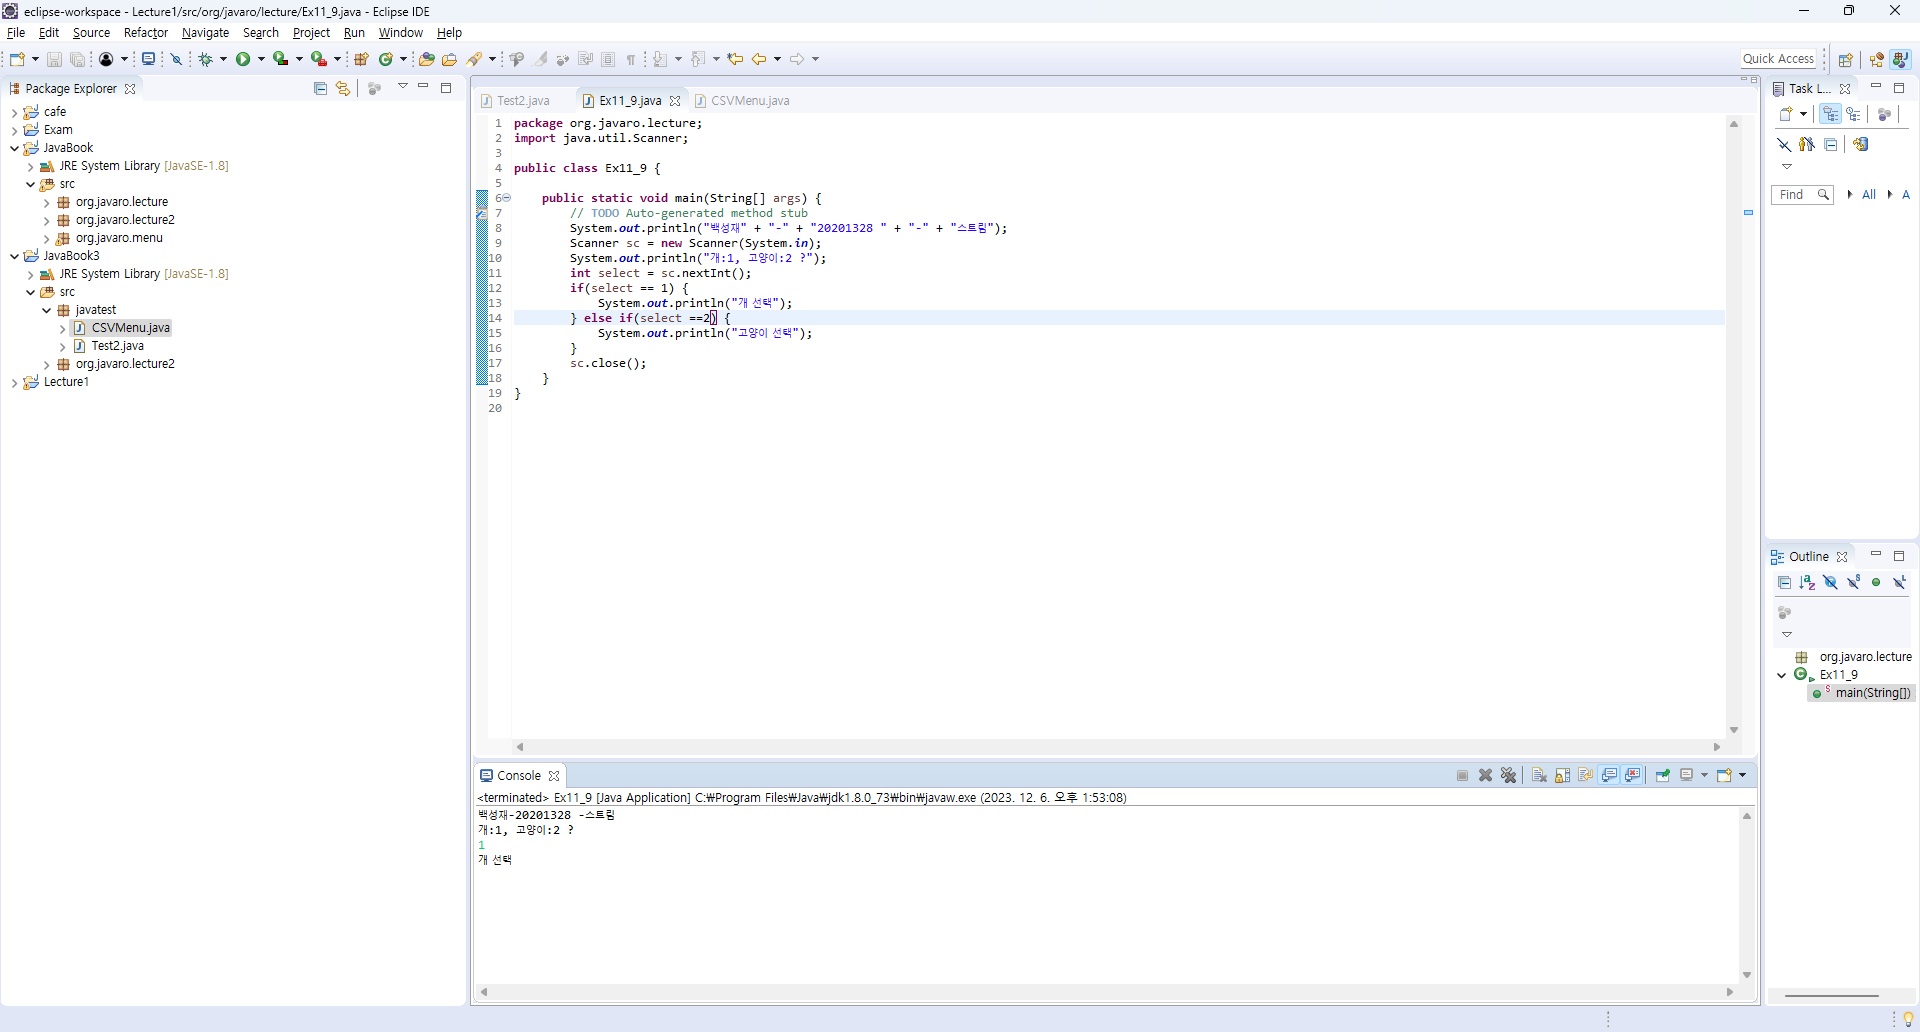 eclipse-workspace - Lecture1/src/org/javaro/lecture/Ex11_9.java - Eclipse IDE
File Edit Source Refactor Navigate Search Project Run Window Help
Quick Access
Package Explorer
cafe
Exam
JavaBook
JRE System Library [JavaSE-1.8]
src
org.javaro.lecture
org.javaro.lecture2
org.javaro.menu
JavaBook3
JRE System Library [JavaSE-1.8]
src
javatest
CSVMenu.java
Test2.java
org.javaro.lecture2
Lecture1
Test2.java Ex11_9.java CSVMenu.java
1 package org.javaro.lecture;
2 import java.util.Scanner;
3
4 public class Ex11_9 {
5
6 public static void main(String[] args) {
7 // TODO Auto-generated method stub
8 System.out.println("백성재" + "-" + "20201328 " + "-" + "스트림");
9 Scanner sc = new Scanner(System.in);
10 System.out.println("개:1, 고양이:2 ?");
11 int select = sc.nextInt();
12 if(select == 1) {
13 System.out.println("개 선택");
14 } else if(select ==2) {
15 System.out.println("고양이 선택");
16 }
17 sc.close();
18 }
19 }
20
Console
<terminated> Ex11_9 [Java Application] C:₩Program Files₩Java₩jdk1.8.0_73₩bin₩javaw.exe (2023. 12. 6. 오후 1:53:08)
백성재-20201328 -스트림
개:1, 고양이:2 ?
1
개 선택
Task L...
Find All A
Outline
org.javaro.lecture
Ex11_9
main(String[])